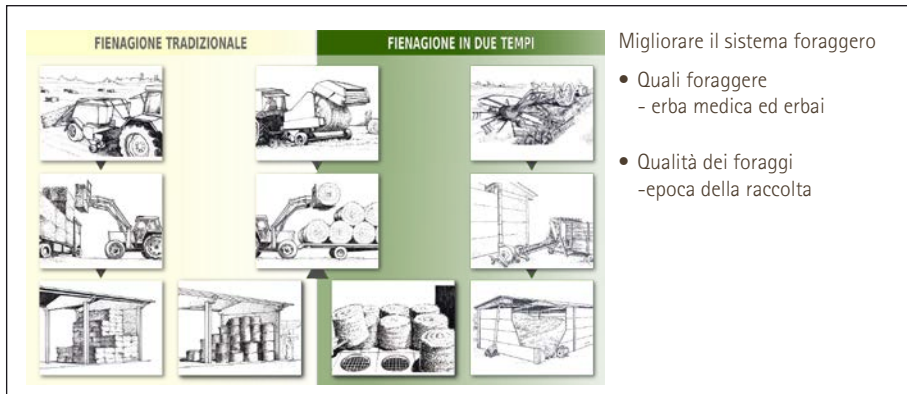 FIENAGIONE TRADIZIONALE
FIENAGIONE IN DUE TEMPI
Migliorare il sistema foraggero
• Quali foraggere
- erba medica ed erbai
• Qualità dei foraggi
-epoca della raccolta